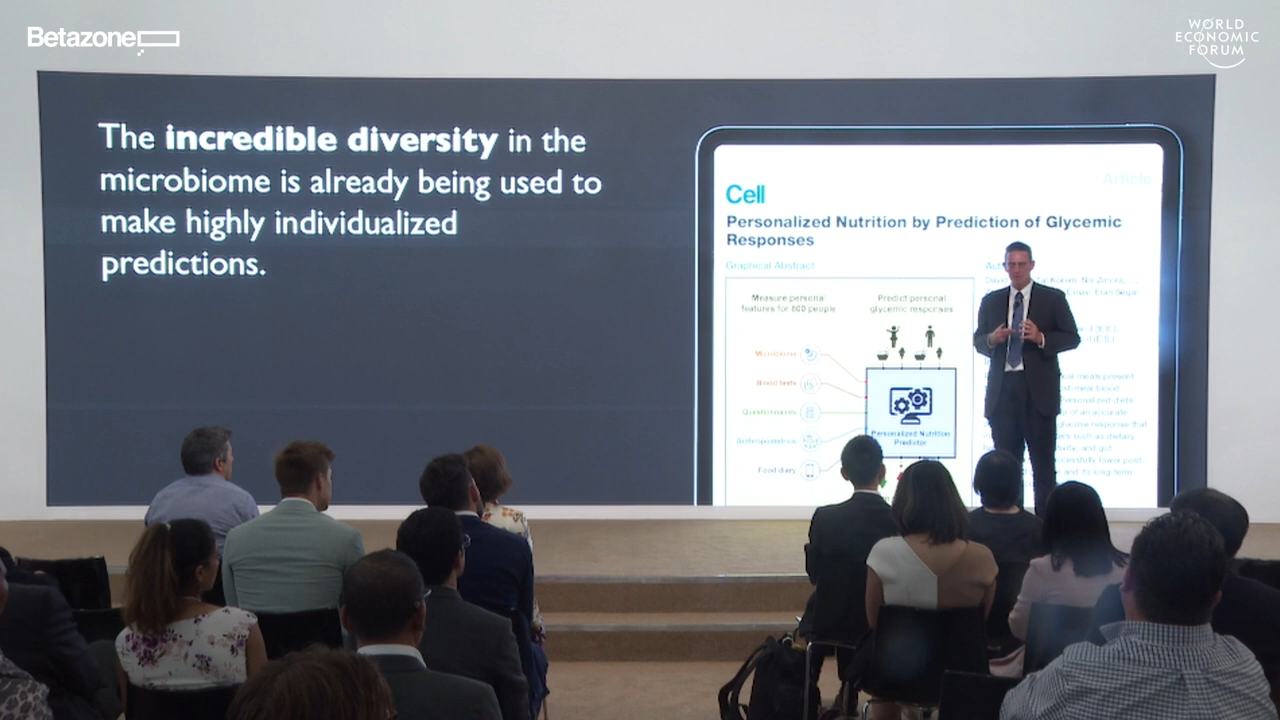 Betazone
WORLD
ECONOMIC
FORUM
The incredible diversity in the
microbiome is already being used to
make highly individualized
predictions.
Article
Cell
Personalized Nutrition by Prediction of Glycemic
Responses
Graphical Abstract
Measure personal
features for 800 people
Predict personal
glycemic responses
Microbiome
Blood tests
Questionnaires
Anthropometrics
Food diary
Personalized Nutrition
Predictor